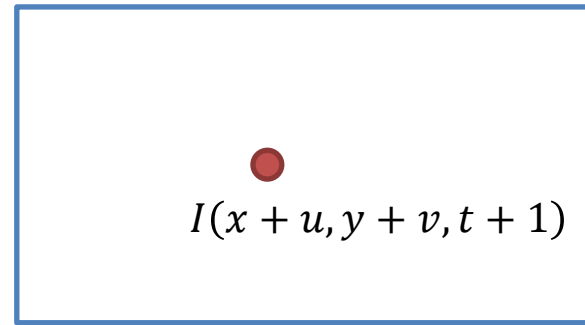 I(x + u, y + v, t + 1)